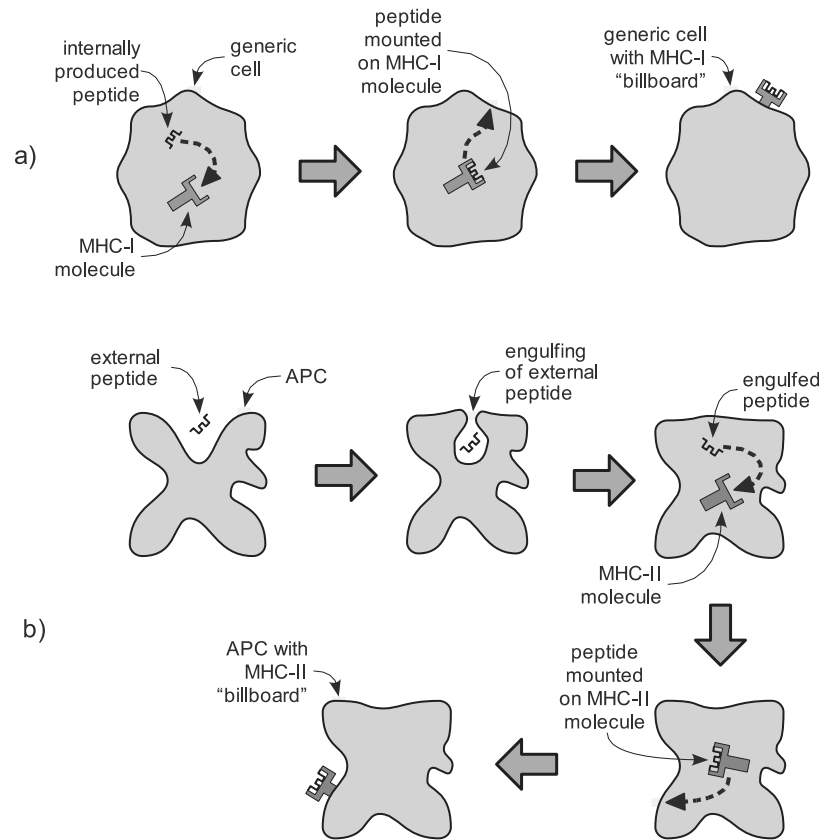 internally
produced
peptide
generic
cell
peptide
mounted
on MHC-I
molecule
generic cell
with MHC-I
“billboard”
a)
MHC-I
molecule
external
peptide
APC
engulfing
of external
peptide
engulfed
peptide
MHC-II
molecule
b)
APC with
MHC-II
“billboard”
peptide
mounted
on MHC-II
molecule